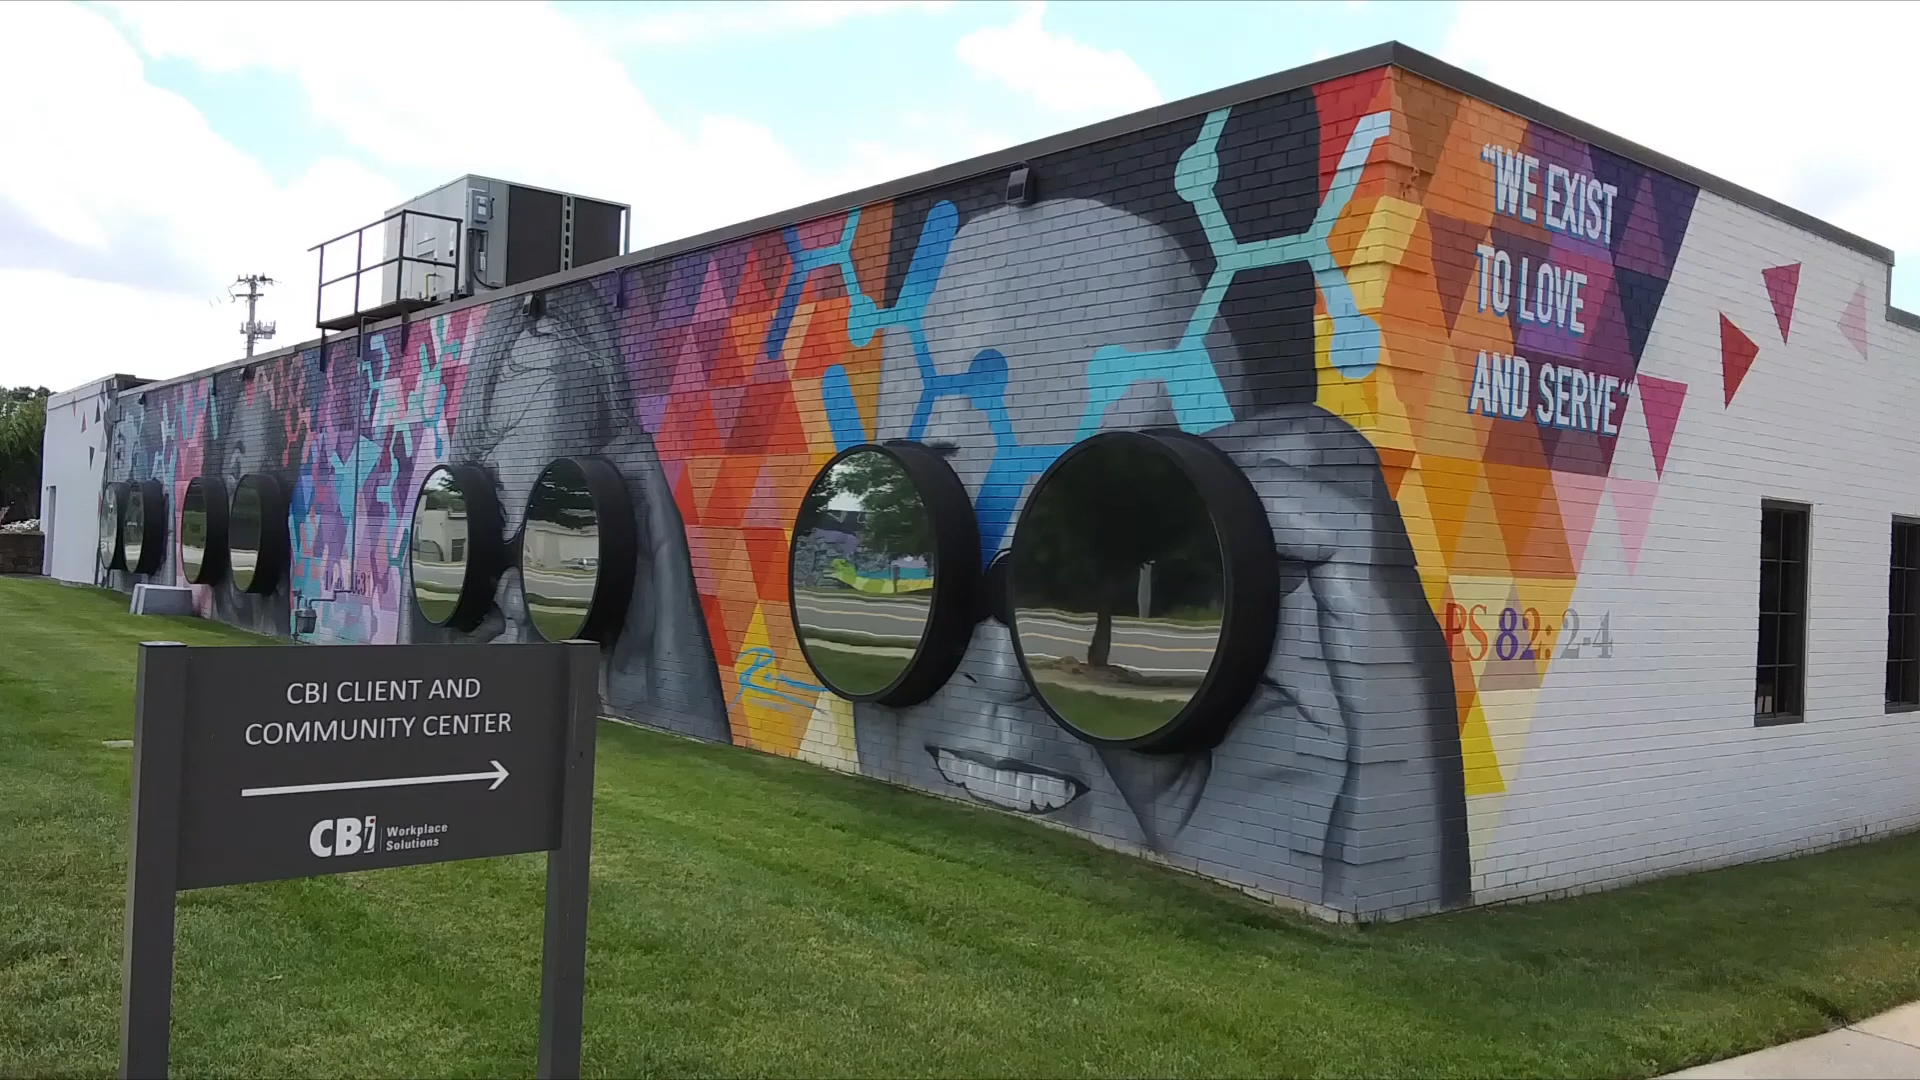 "WE EXIST
TO LOVE
AND SERVE"
PS 82: 2-4
CBI CLIENT AND
COMMUNITY CENTER
CBi Workplace
Solutions